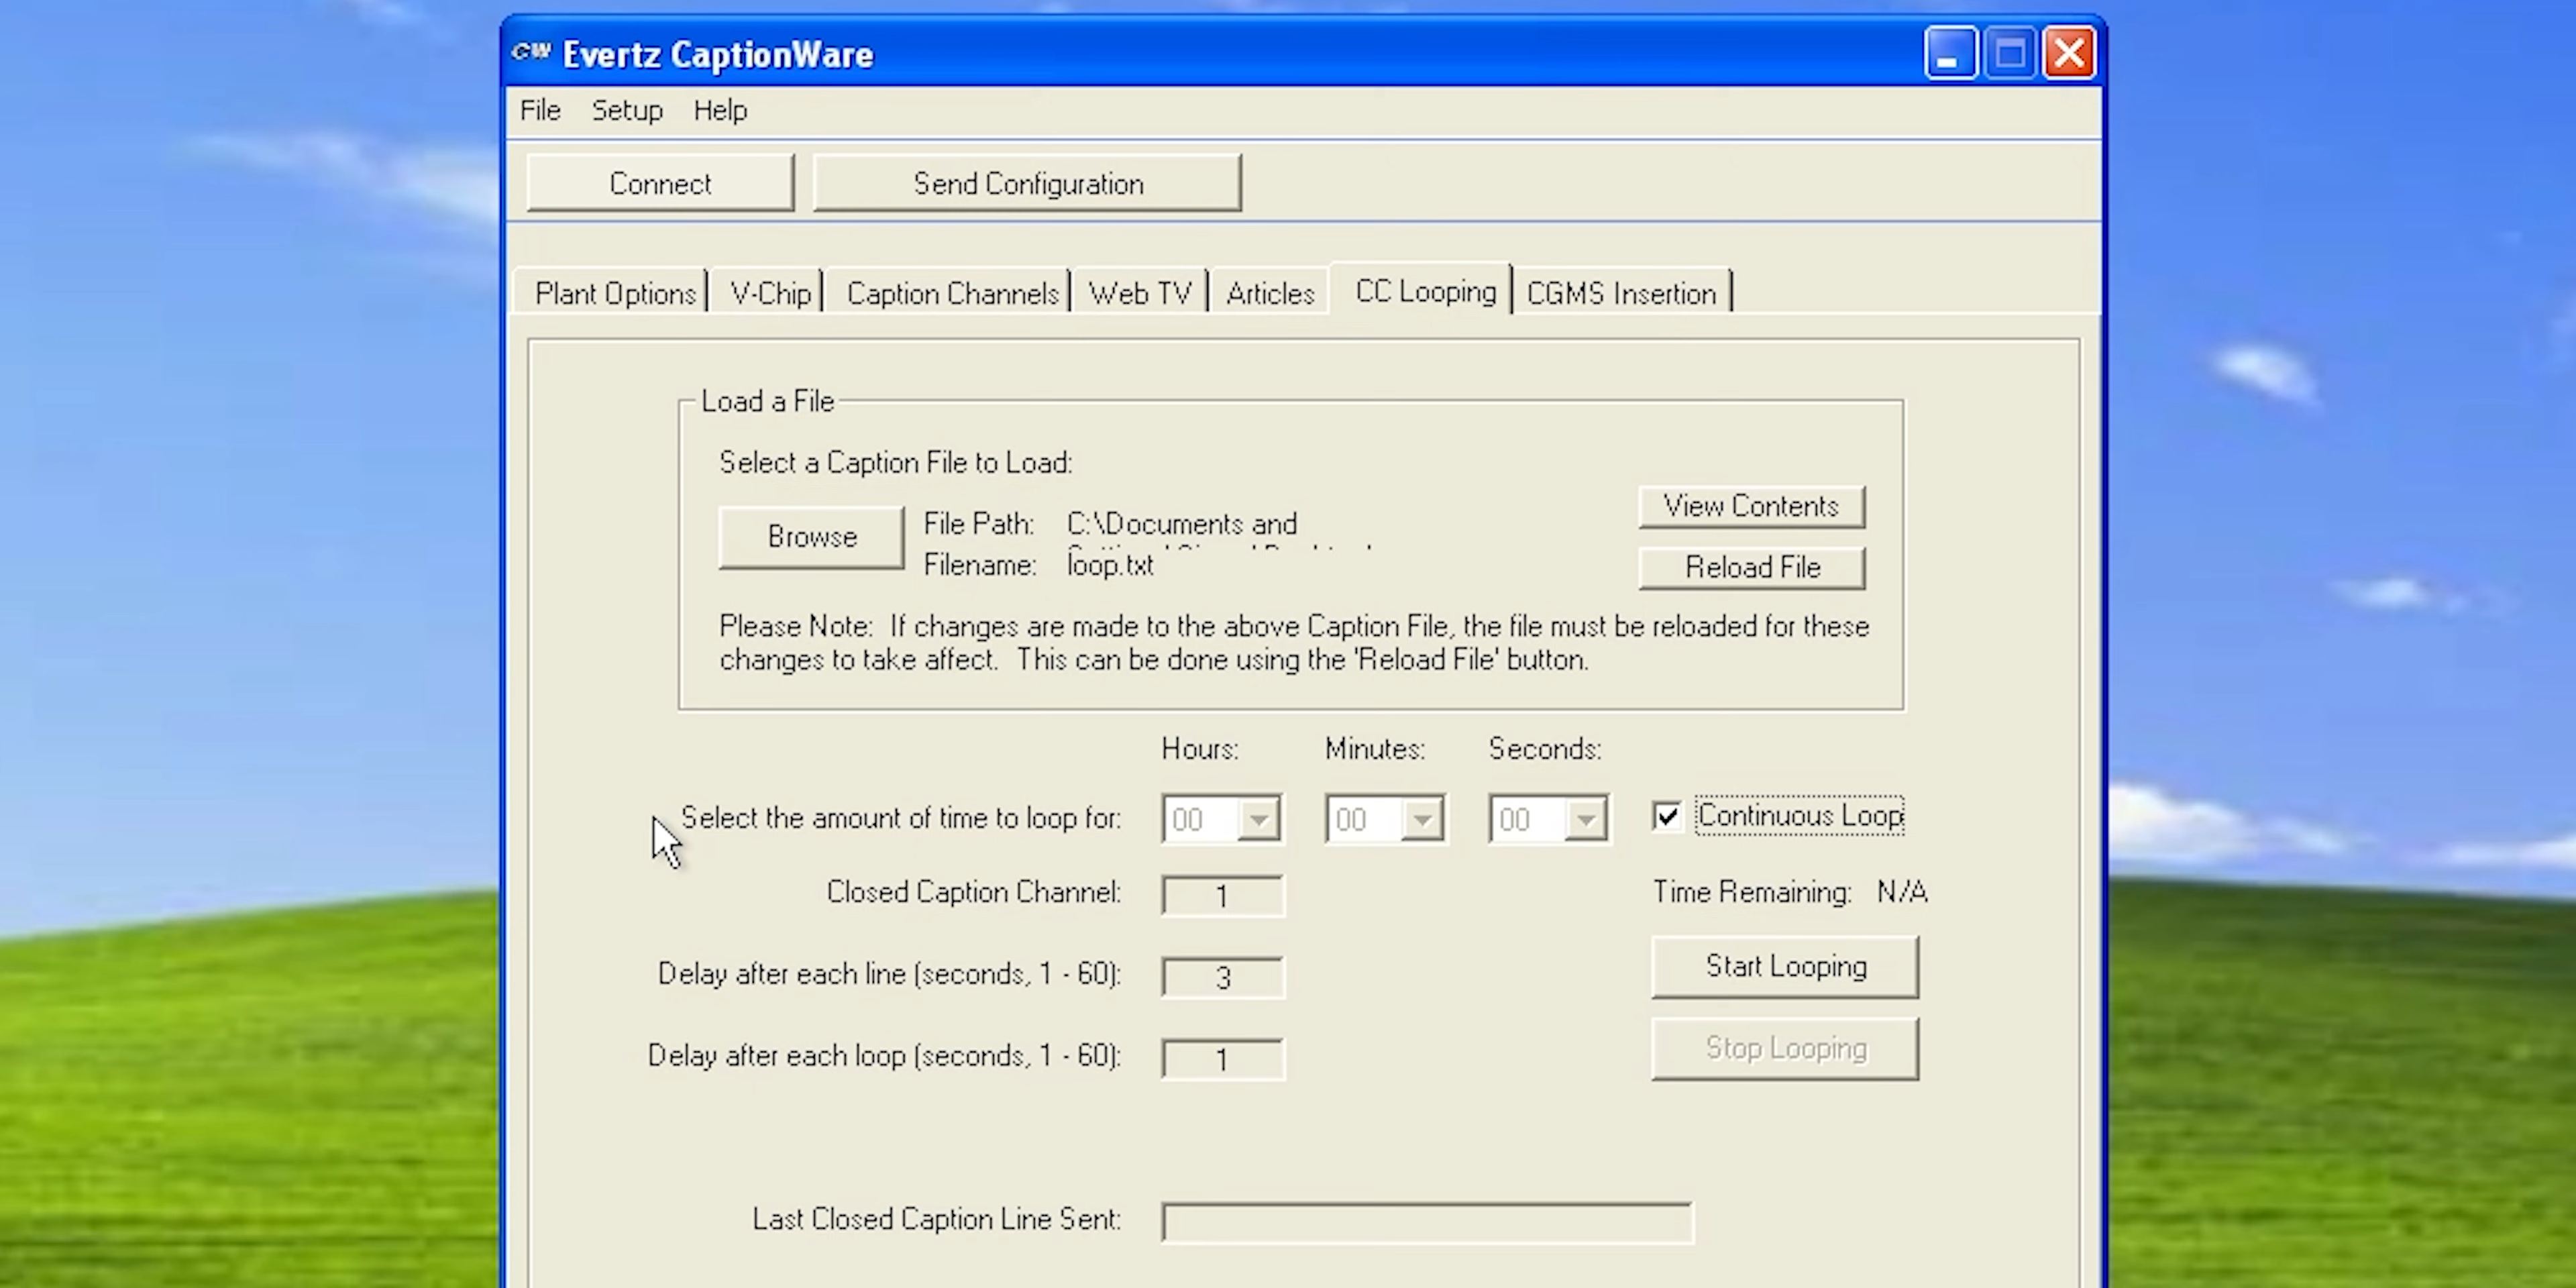 cw Evertz CaptionWare
File Setup Help
Connect Send Configuration
Plant Options V-Chip Caption Channels Web TV Articles CC Looping CGMS Insertion
Load a File
Select a Caption File to Load:
Browse File Path: C:\Documents and View Contents
Filename: loop.txt Reload File
Please Note: If changes are made to the above Caption File, the file must be reloaded for these
changes to take affect. This can be done using the 'Reload File' button.
Hours: Minutes: Seconds:
Select the amount of time to loop for: 00 00 00 Continuous Loop
Closed Caption Channel: 1 Time Remaining: N/A
Delay after each line (seconds, 1 - 60): 3 Start Looping
Delay after each loop (seconds, 1 - 60): 1 Stop Looping
Last Closed Caption Line Sent: